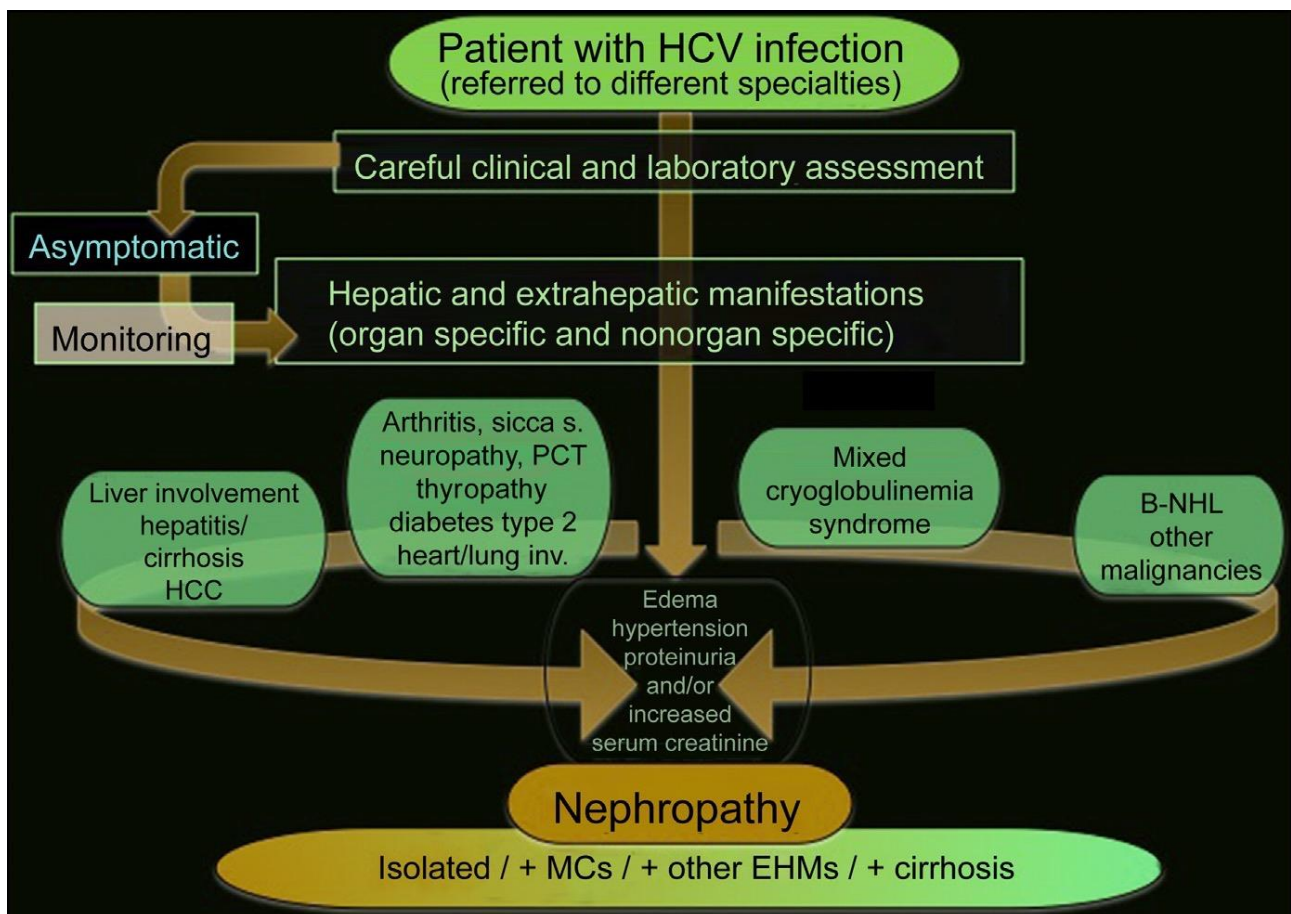 Patient with HCV infection
(referred to different specialties)
Careful clinical and laboratory assessment
Asymptomatic
Monitoring
Hepatic and extrahepatic manifestations
(organ specific and nonorgan specific)
Liver involvement
hepatitis/
cirrhosis
HCC
Arthritis, sicca s.
neuropathy, PCT
thyropathy
diabetes type 2
heart/lung inv.
Mixed
cryoglobulinemia
syndrome
B-NHL
other
malignancies
Edema
hypertension
proteinuria
and/or
increased
serum creatinine
Nephropathy
Isolated / + MCs / + other EHMs / + cirrhosis